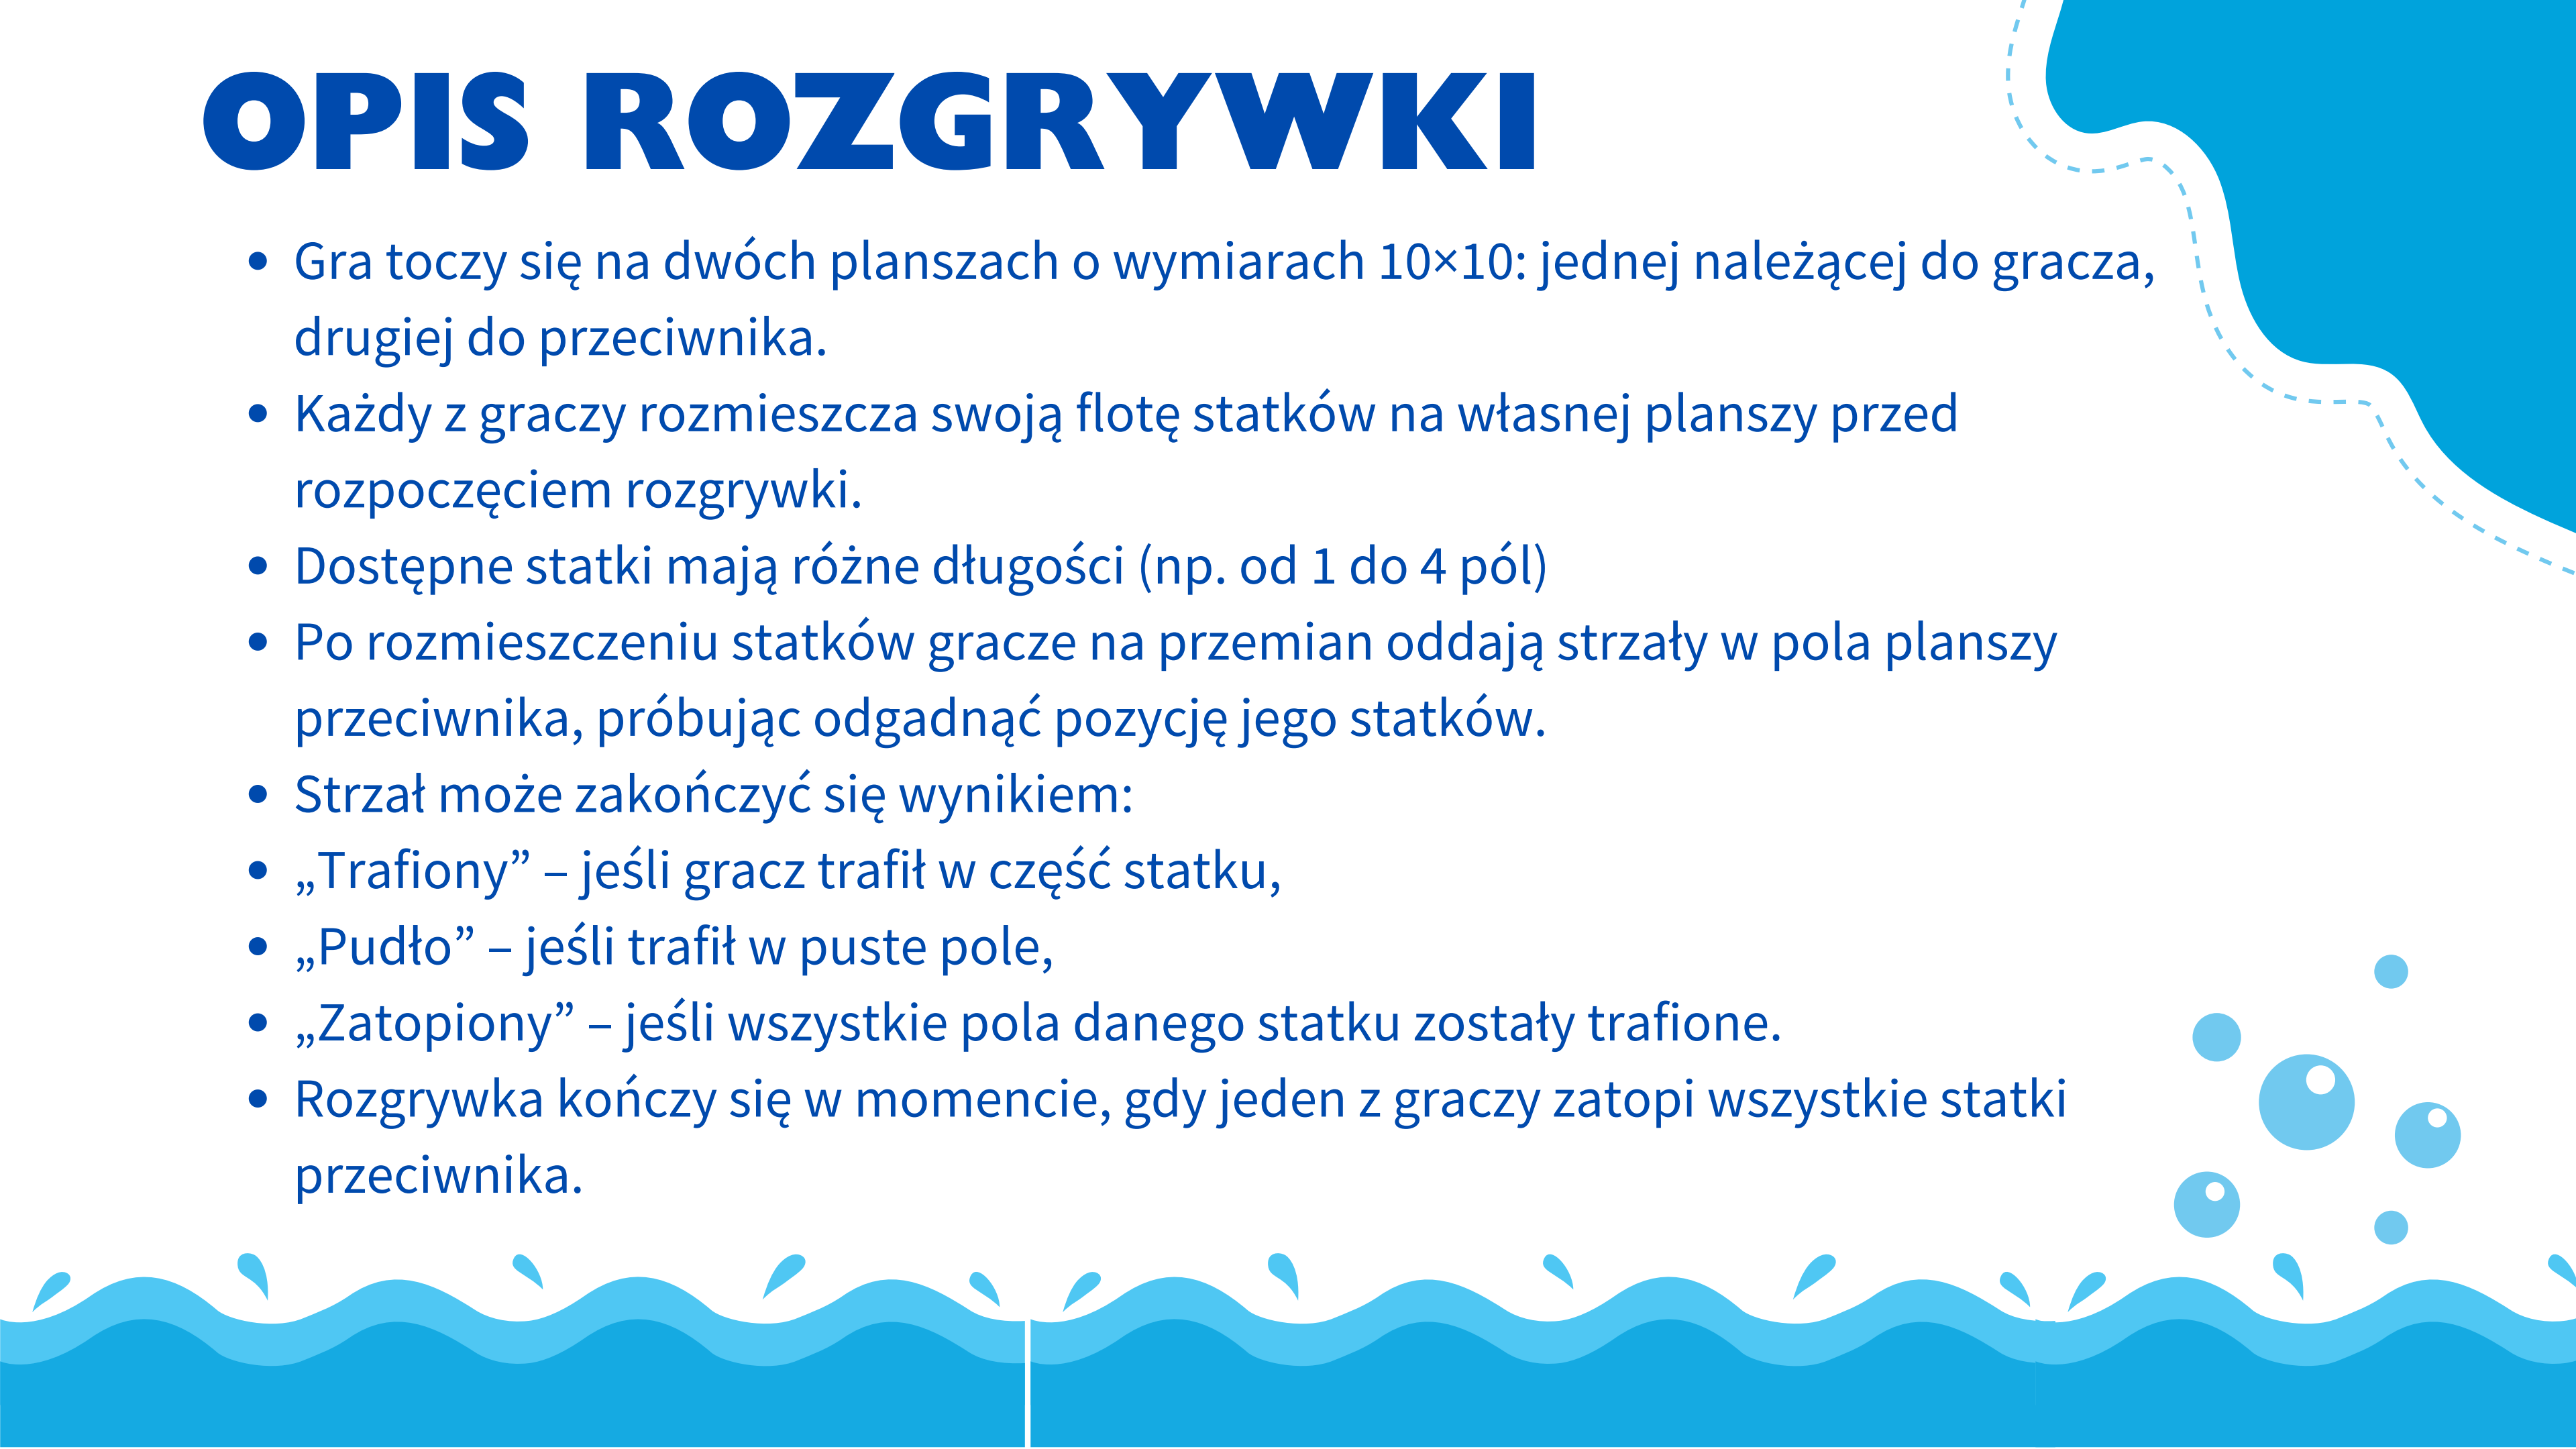 OPIS ROZGRYWKI
• Gra toczy się na dwóch planszach o wymiarach 10×10: jednej należącej do gracza,
drugiej do przeciwnika.
• Każdy z graczy rozmieszcza swoją flotę statków na własnej planszy przed
rozpoczęciem rozgrywki.
• Dostępne statki mają różne długości (np. od 1 do 4 pól)
• Po rozmieszczeniu statków gracze na przemian oddają strzały w pola planszy
przeciwnika, próbując odgadnąć pozycję jego statków.
• Strzał może zakończyć się wynikiem:
• „Trafiony” – jeśli gracz trafił w część statku,
• „Pudło” – jeśli trafił w puste pole,
• „Zatopiony” – jeśli wszystkie pola danego statku zostały trafione.
• Rozgrywka kończy się w momencie, gdy jeden z graczy zatopi wszystkie statki
przeciwnika.